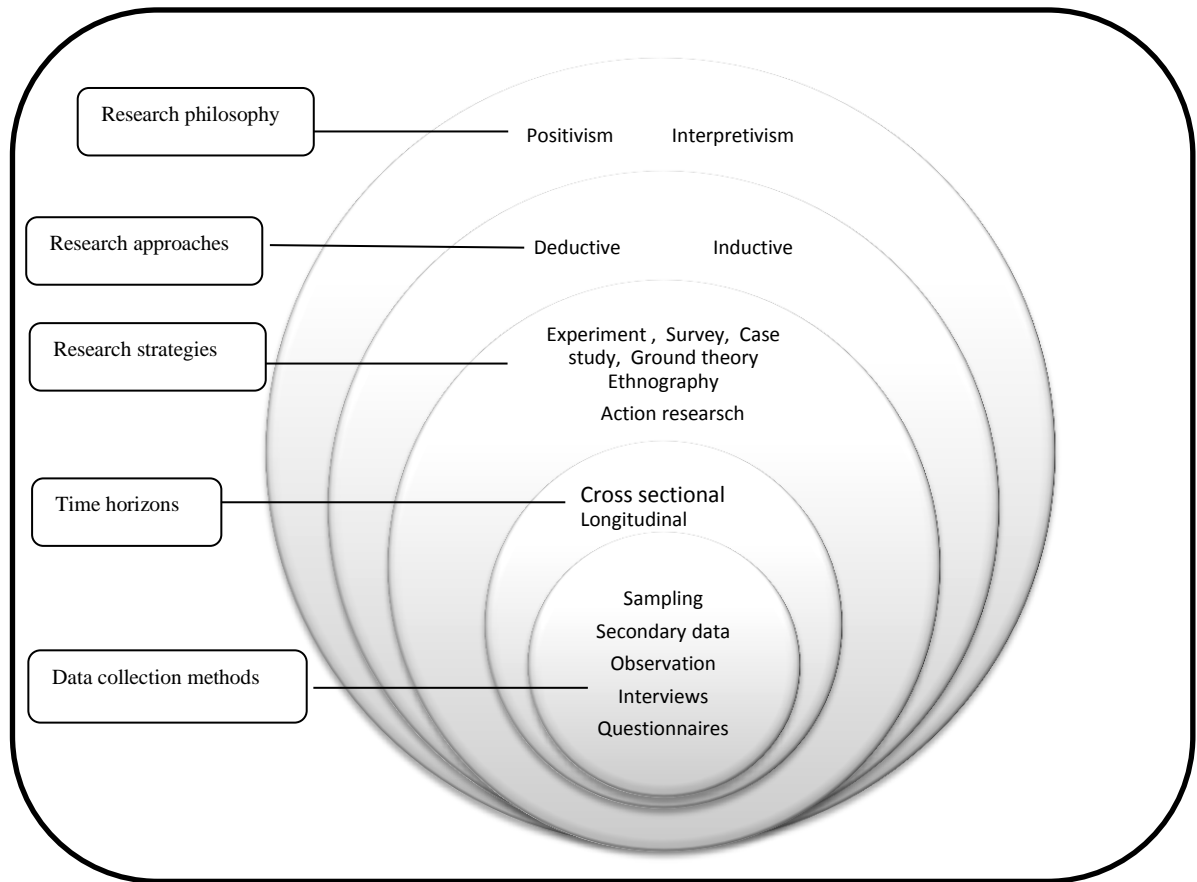 Research philosophy
Positivism Interpretivism
Research approaches
Deductive Inductive
Research strategies
Experiment , Survey, Case
study, Ground theory
Ethnography
Action researsch
Time horizons
Cross sectional
Longitudinal
Data collection methods
Sampling
Secondary data
Observation
Interviews
Questionnaires